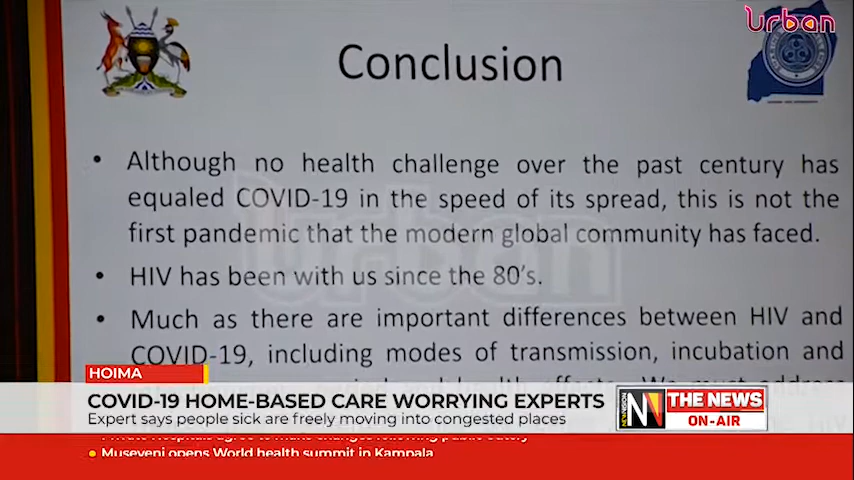 Urban
Conclusion
• Although no health challenge over the past century has
equaled COVID-19 in the speed of its spread, this is not the
first pandemic that the modern global community has faced.
• HIV has been with us since the 80's.
• Much as there are important differences between HIV and
COVID-19, including modes of transmission, incubation and
HOIMA
COVID-19 HOME-BASED CARE WORRYING EXPERTS
Expert says people sick are freely moving into congested places
NEW VISION
THE NEWS
ON-AIR
Museveni opens World health summit in Kampala